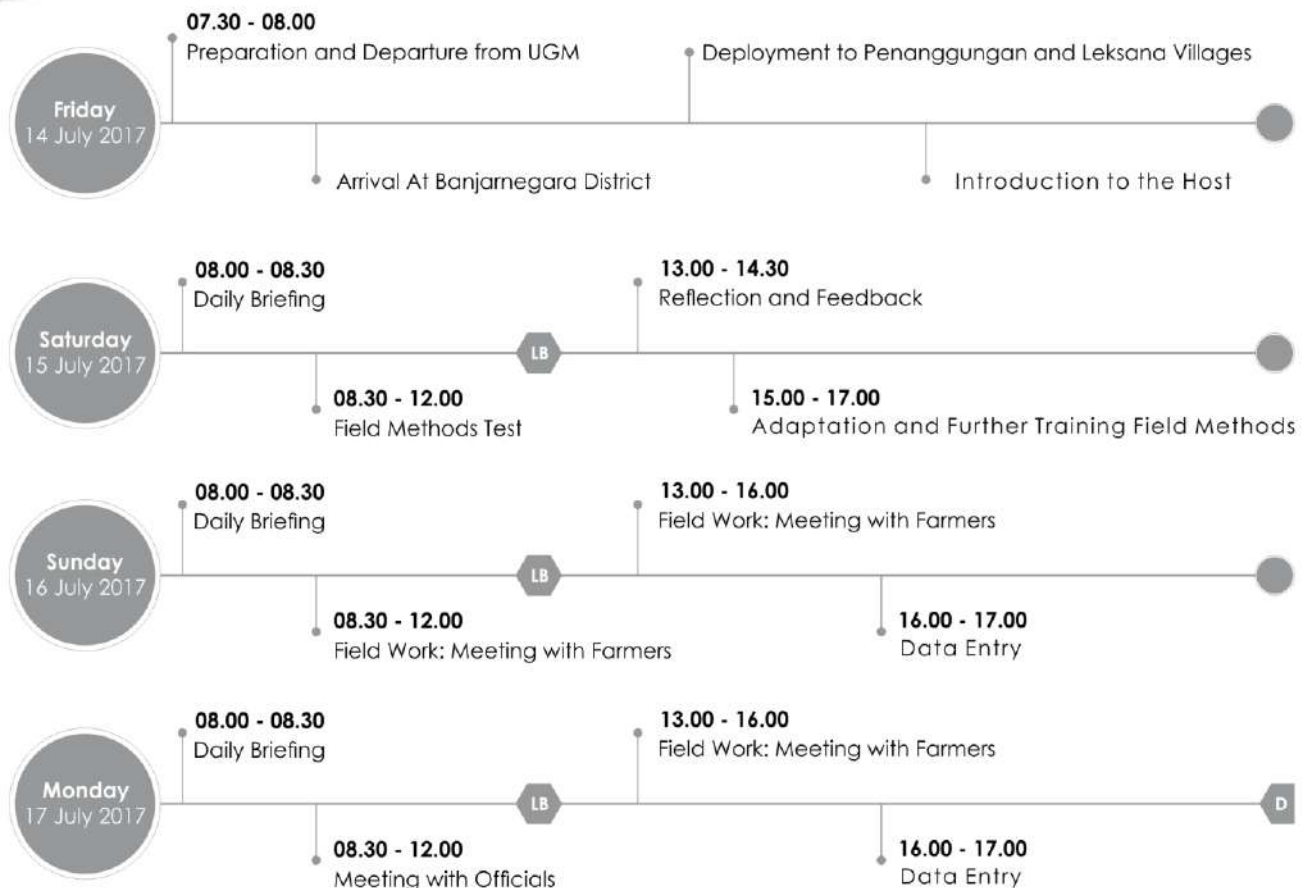 07.30 - 08.00
Preparation and Departure from UGM
Deployment to Penanggungan and Leksana Villages
Friday
14 July 2017
Arrival At Banjarnegara District
Introduction to the Host
08.00 - 08.30
Daily Briefing
13.00 - 14.30
Reflection and Feedback
Saturday
15 July 2017
LB
08.30 - 12.00
Field Methods Test
15.00 - 17.00
Adaptation and Further Training Field Methods
08.00 - 08.30
Daily Briefing
13.00 - 16.00
Field Work: Meeting with Farmers
Sunday
16 July 2017
LB
08.30 - 12.00
Field Work: Meeting with Farmers
16.00 - 17.00
Data Entry
08.00 - 08.30
Daily Briefing
13.00 - 16.00
Field Work: Meeting with Farmers
Monday
17 July 2017
LB
D
08.30 - 12.00
Meeting with Officials
16.00 - 17.00
Data Entry